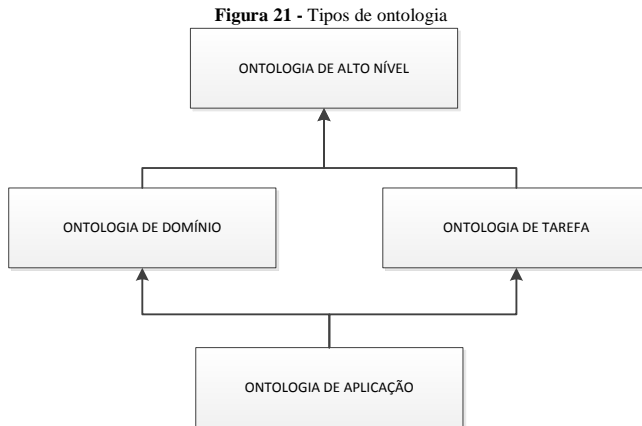 Figura 21 - Tipos de ontologia
ONTOLOGIA DE ALTO NÍVEL
ONTOLOGIA DE DOMÍNIO
ONTOLOGIA DE TAREFA
ONTOLOGIA DE APLICAÇÃO